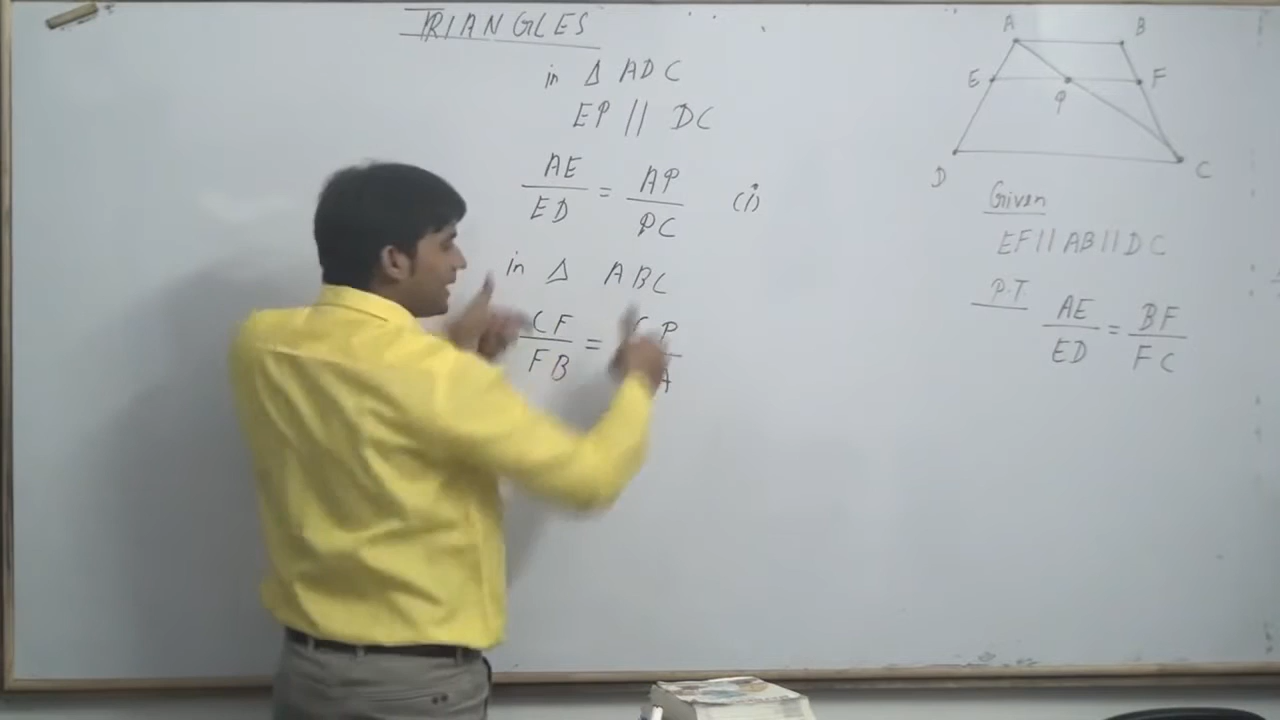 TRIANGLES
in Δ ADC
EP // DC
AE/ED = AP/PC (i)
in Δ ABC
CF/FB =
A B
E P F
D C
Given
EF // AB // DC
P.T AE/ED = BF/FC